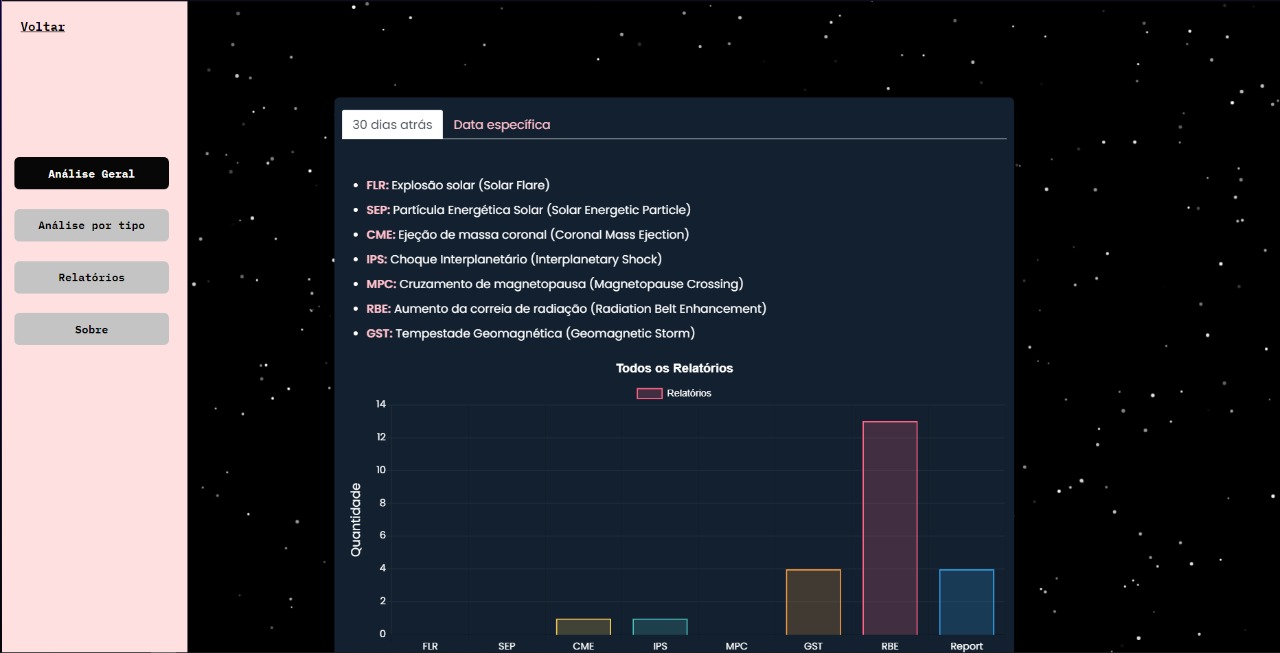 Voltar
Análise Geral
Análise por tipo
Relatórios
Sobre
30 dias atrás
Data específica
FLR: Explosão solar (Solar Flare)
SEP: Partícula Energética Solar (Solar Energetic Particle)
CME: Ejeção de massa coronal (Coronal Mass Ejection)
IPS: Choque Interplanetário (Interplanetary Shock)
MPC: Cruzamento de magnetopausa (Magnetopause Crossing)
RBE: Aumento da correia de radiação (Radiation Belt Enhancement)
GST: Tempestade Geomagnética (Geomagnetic Storm)
Todos os Relatórios
Relatórios
Quantidade
14
12
10
8
6
4
2
0
FLR SEP CME IPS MPC GST RBE Report